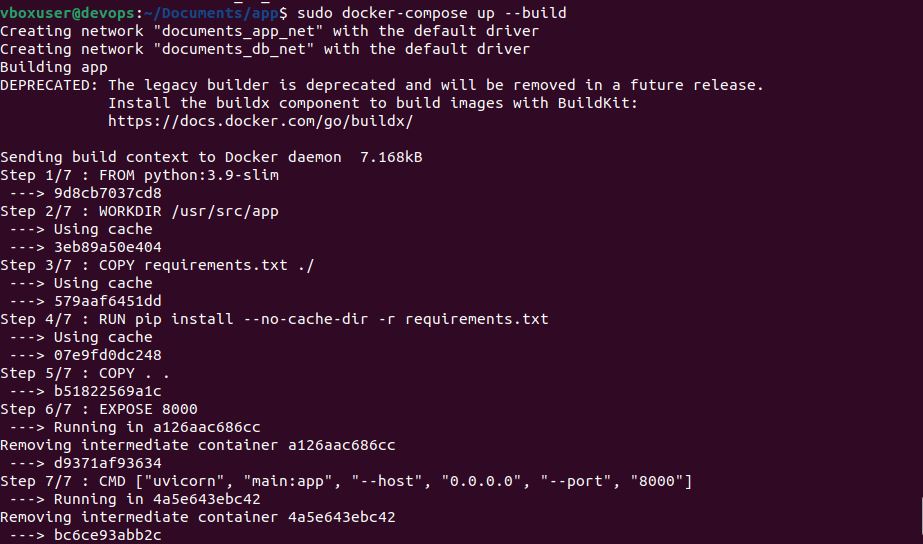 vboxuser@devops:~/Documents/app$ sudo docker-compose up --build
Creating network "documents_app_net" with the default driver
Creating network "documents_db_net" with the default driver
Building app
DEPRECATED: The legacy builder is deprecated and will be removed in a future release.
            Install the buildx component to build images with BuildKit:
            https://docs.docker.com/go/buildx/

Sending build context to Docker daemon  7.168kB
Step 1/7 : FROM python:3.9-slim
 ---> 9d8cb7037cd8
Step 2/7 : WORKDIR /usr/src/app
 ---> Using cache
 ---> 3eb89a50e404
Step 3/7 : COPY requirements.txt ./
 ---> Using cache
 ---> 579aaf6451dd
Step 4/7 : RUN pip install --no-cache-dir -r requirements.txt
 ---> Using cache
 ---> 07e9fd0dc248
Step 5/7 : COPY . .
 ---> b51822569a1c
Step 6/7 : EXPOSE 8000
 ---> Running in a126aac686cc
Removing intermediate container a126aac686cc
 ---> d9371af93634
Step 7/7 : CMD ["uvicorn", "main:app", "--host", "0.0.0.0", "--port", "8000"]
 ---> Running in 4a5e643ebc42
Removing intermediate container 4a5e643ebc42
 ---> bc6ce93abb2c